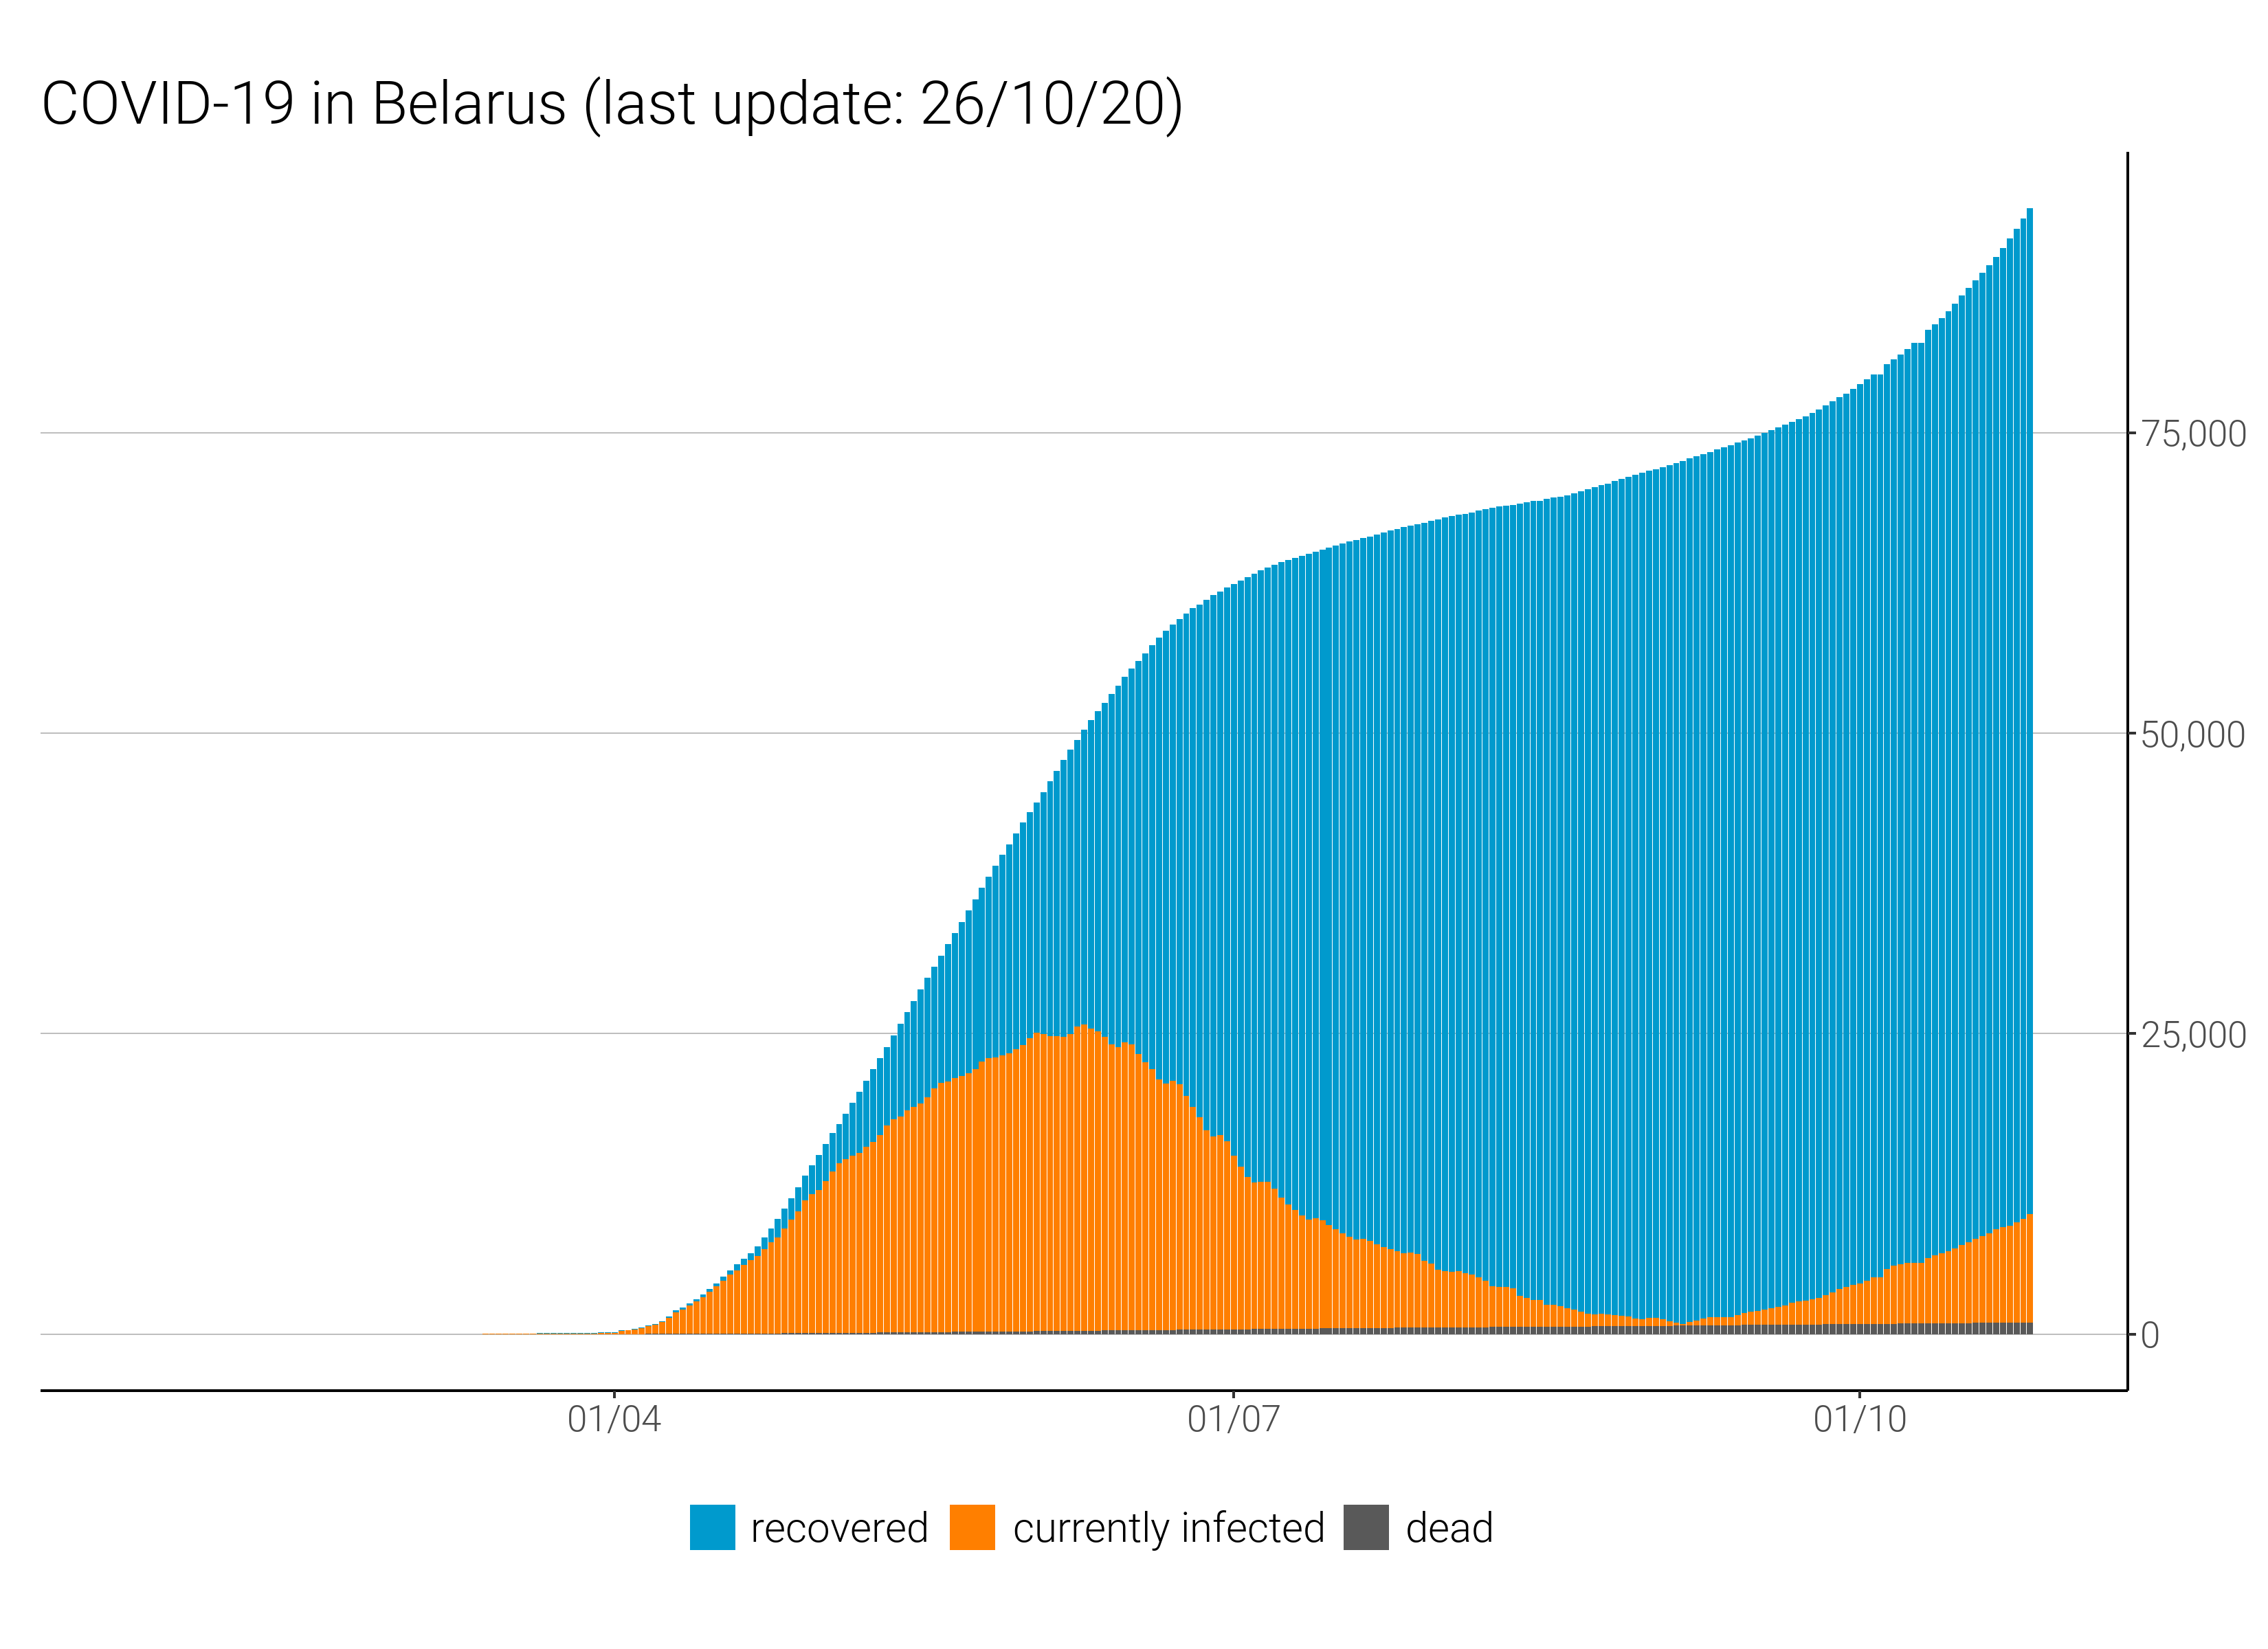 COVID-19 in Belarus (last update: 26/10/20)
75,000
50,000
25,000
0
01/04 01/07 01/10
recovered currently infected dead